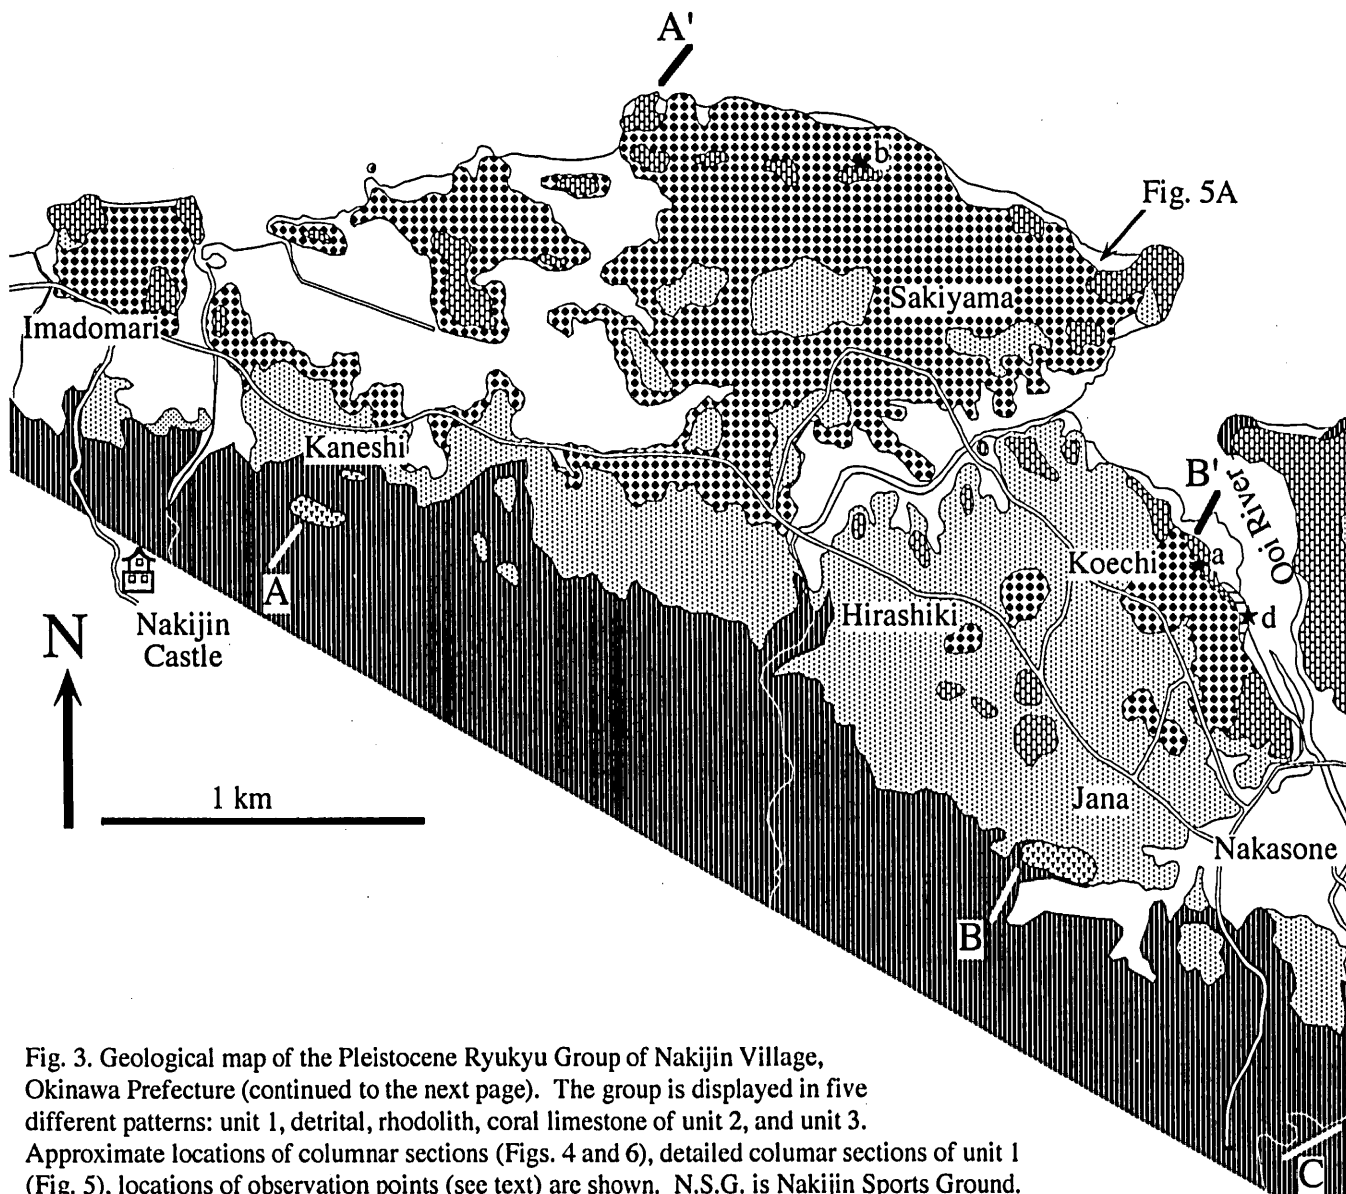 A'
b
Fig. 5A
Imadomari
Sakiyama
Kaneshi
B'
Ooi River
Koechi
a
A
Hirashiki
d
N
Nakijin
Castle
1 km
Jana
Nakasone
B
C
Fig. 3. Geological map of the Pleistocene Ryukyu Group of Nakijin Village,
Okinawa Prefecture (continued to the next page). The group is displayed in five
different patterns: unit 1, detrital, rhodolith, coral limestone of unit 2, and unit 3.
Approximate locations of columnar sections (Figs. 4 and 6), detailed columar sections of unit 1
(Fig. 5), locations of observation points (see text) are shown. N.S.G. is Nakijin Sports Ground.